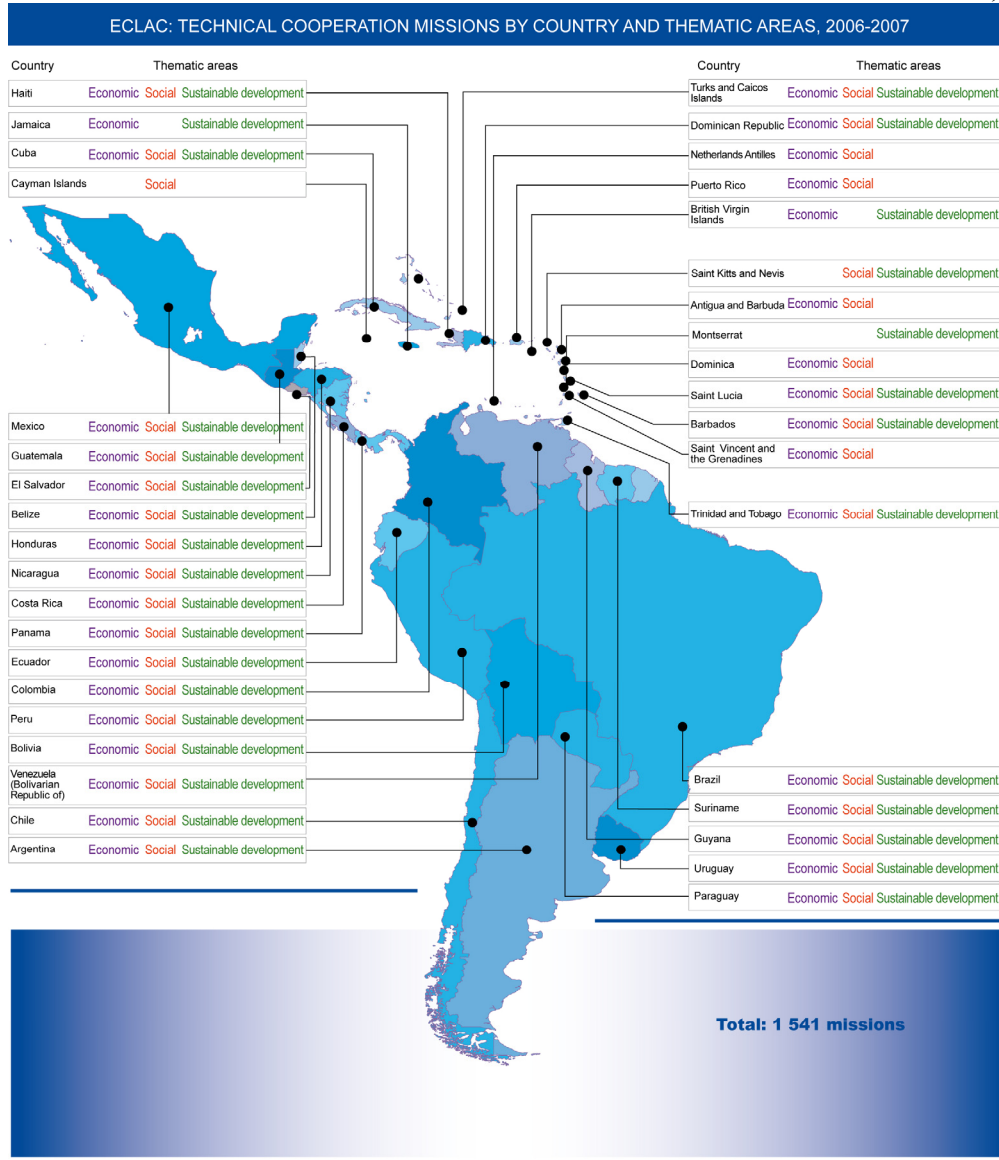 ECLAC: TECHNICAL COOPERATION MISSIONS BY COUNTRY AND THEMATIC AREAS, 2006-2007
Country Thematic areas
Haiti Economic Social Sustainable development
Jamaica Economic Sustainable development
Cuba Economic Social Sustainable development
Cayman Islands Social
Mexico Economic Social Sustainable development
Guatemala Economic Social Sustainable development
El Salvador Economic Social Sustainable development
Belize Economic Social Sustainable development
Honduras Economic Social Sustainable development
Nicaragua Economic Social Sustainable development
Costa Rica Economic Social Sustainable development
Panama Economic Social Sustainable development
Ecuador Economic Social Sustainable development
Colombia Economic Social Sustainable development
Peru Economic Social Sustainable development
Bolivia Economic Social Sustainable development
Venezuela
(Bolivarian Economic Social Sustainable development
Republic of)
Chile Economic Social Sustainable development
Argentina Economic Social Sustainable development
Country Thematic areas
Turks and Caicos Economic Social Sustainable development
Islands
Dominican Republic Economic Social Sustainable development
Netherlands Antilles Economic Social
Puerto Rico Economic Social
British Virgin Economic Sustainable development
Islands
Saint Kitts and Nevis Social Sustainable development
Antigua and Barbuda Economic Social
Montserrat Sustainable development
Dominica Economic Social
Saint Lucia Economic Social Sustainable development
Barbados Economic Social Sustainable development
Saint Vincent and Economic Social
the Grenadines
Trinidad and Tobago Economic Social Sustainable development
Brazil Economic Social Sustainable development
Suriname Economic Social Sustainable development
Guyana Economic Social Sustainable development
Uruguay Economic Social Sustainable development
Paraguay Economic Social Sustainable development
Total: 1 541 missions